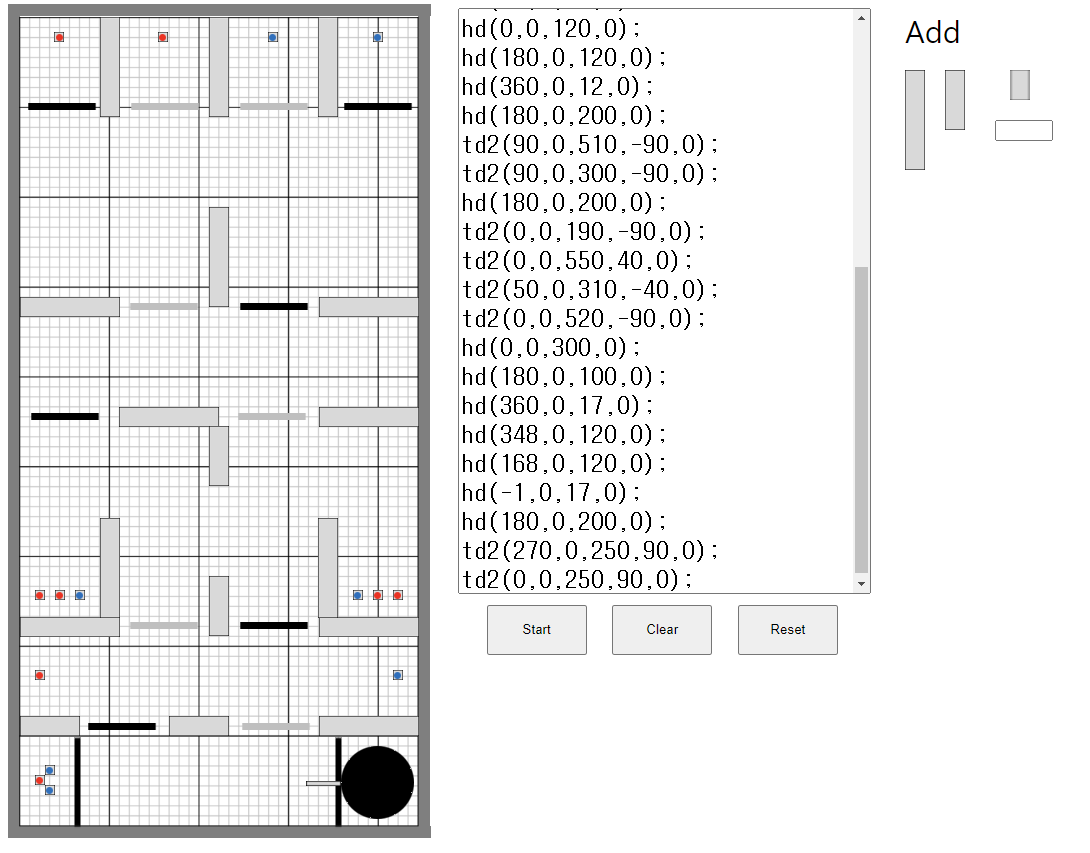 hd(0,0,120,0);
hd(180,0,120,0);
hd(360,0,12,0);
hd(180,0,200,0);
td2(90,0,510,-90,0);
td2(90,0,300,-90,0);
hd(180,0,200,0);
td2(0,0,190,-90,0);
td2(0,0,550,40,0);
td2(50,0,310,-40,0);
td2(0,0,520,-90,0);
hd(0,0,300,0);
hd(180,0,100,0);
hd(360,0,17,0);
hd(348,0,120,0);
hd(168,0,120,0);
hd(-1,0,17,0);
hd(180,0,200,0);
td2(270,0,250,90,0);
td2(0,0,250,90,0);
Start
Clear
Reset
Add